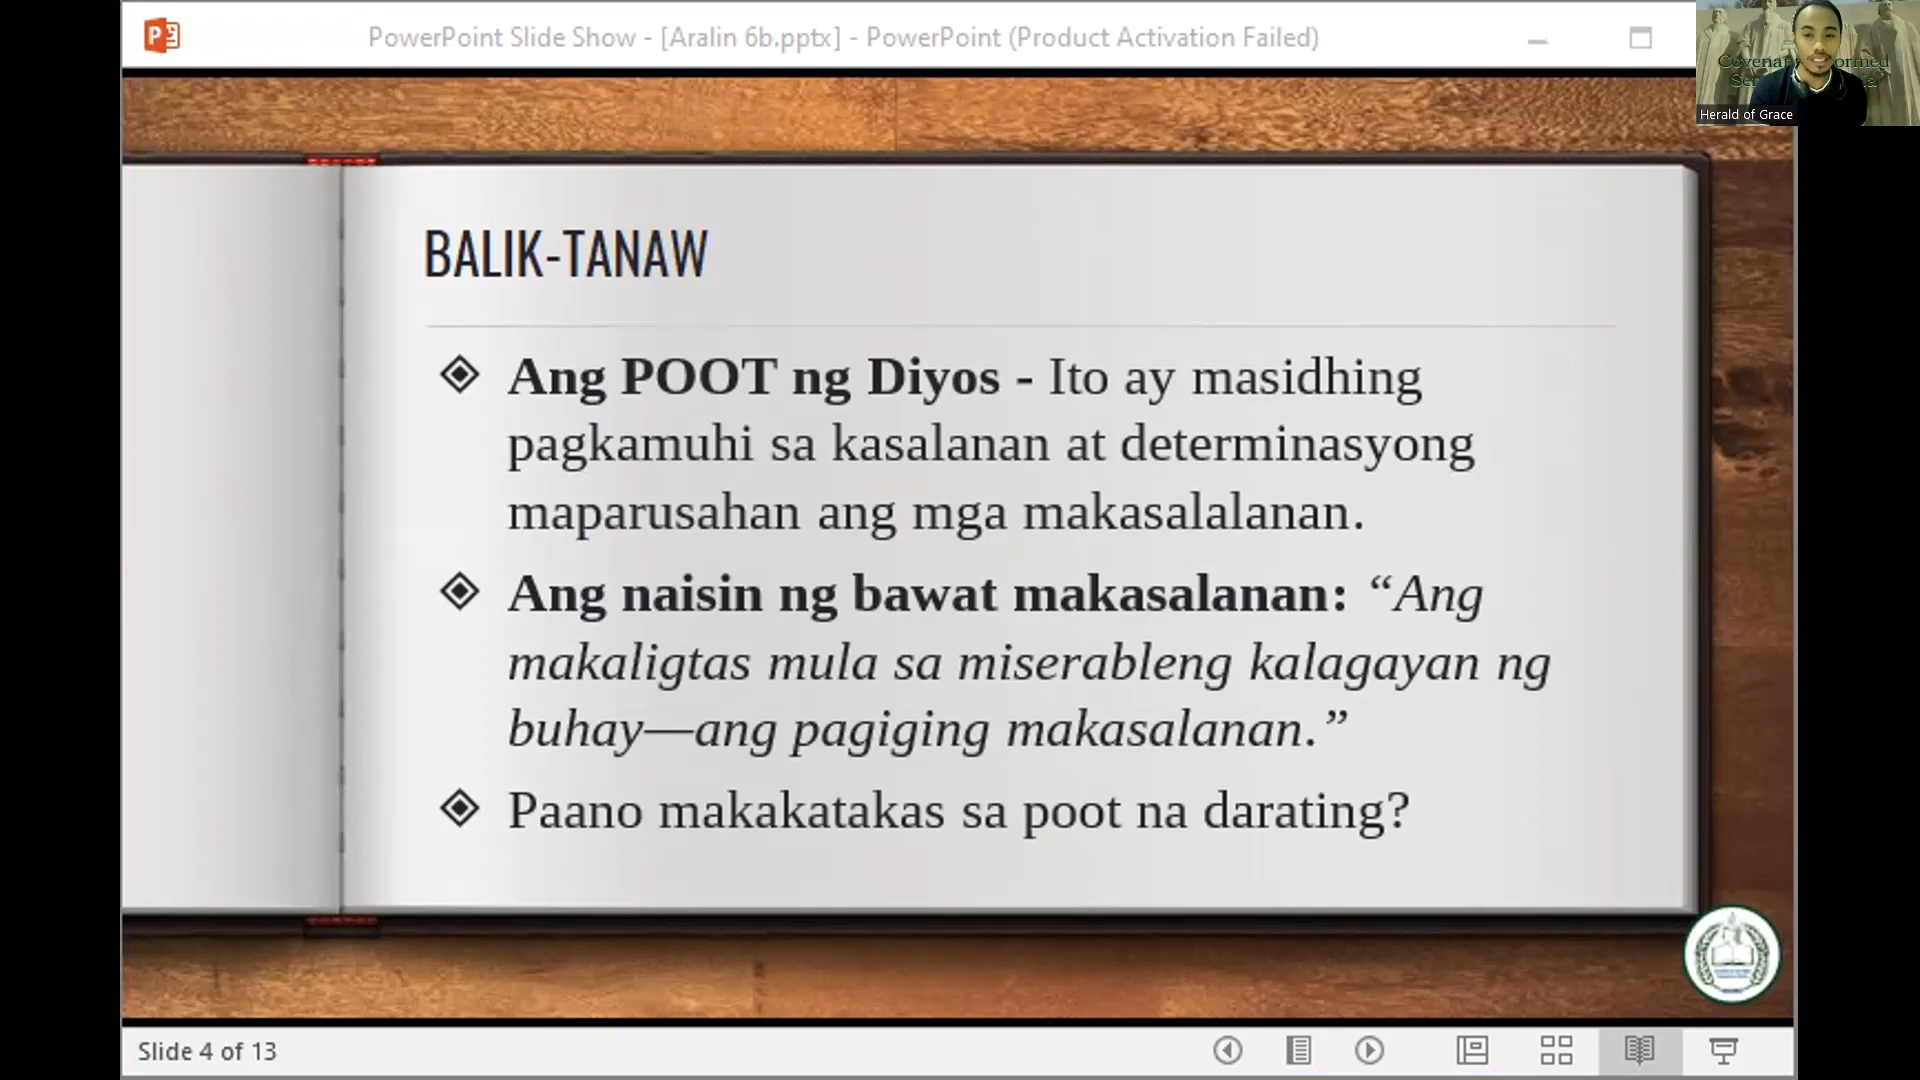 PowerPoint Slide Show - [Aralin 6b.pptx] - PowerPoint (Product Activation Failed)
Herald of Grace
BALIK-TANAW
Ang POOT ng Diyos - Ito ay masidhing
pagkamuhi sa kasalanan at determinasyong
maparusahan ang mga makasalalanan.
Ang naisin ng bawat makasalanan: “Ang
makaligtas mula sa miserableng kalagayan ng
buhay—ang pagiging makasalanan.”
Paano makakatakas sa poot na darating?
Slide 4 of 13